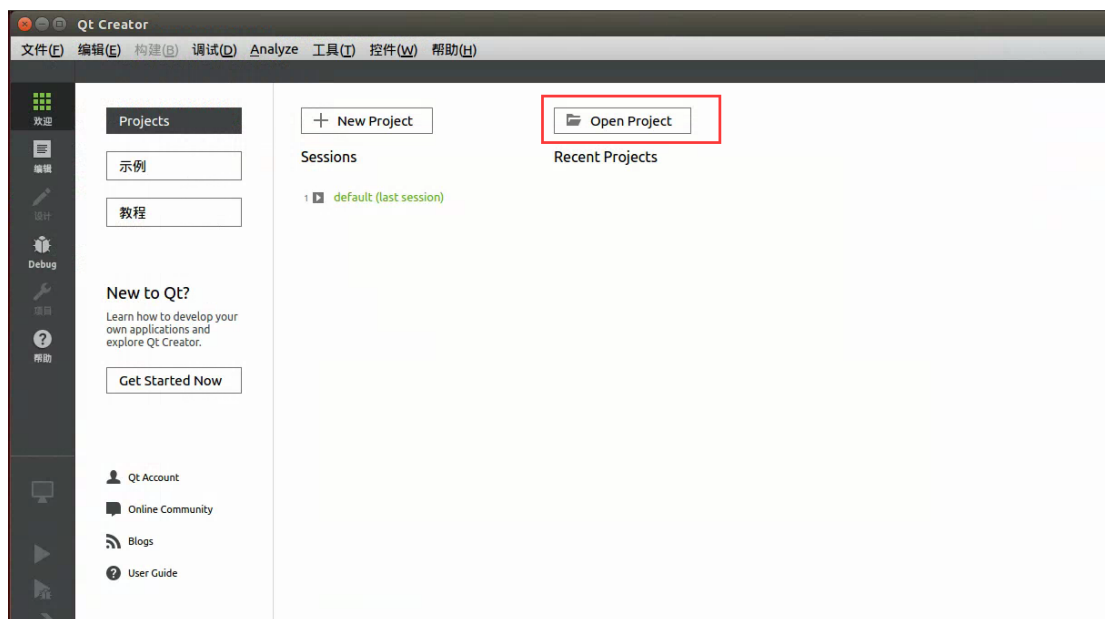 Qt Creator
文件(F) 编辑(E) 构建(B) 调试(D) Analyze 工具(T) 控件(W) 帮助(H)
欢迎
编辑
设计
Debug
项目
帮助
Projects
示例
教程
New to Qt?
Learn how to develop your
own applications and
explore Qt Creator.
Get Started Now
Qt Account
Online Community
Blogs
User Guide
New Project
Sessions
1 default (last session)
Open Project
Recent Projects